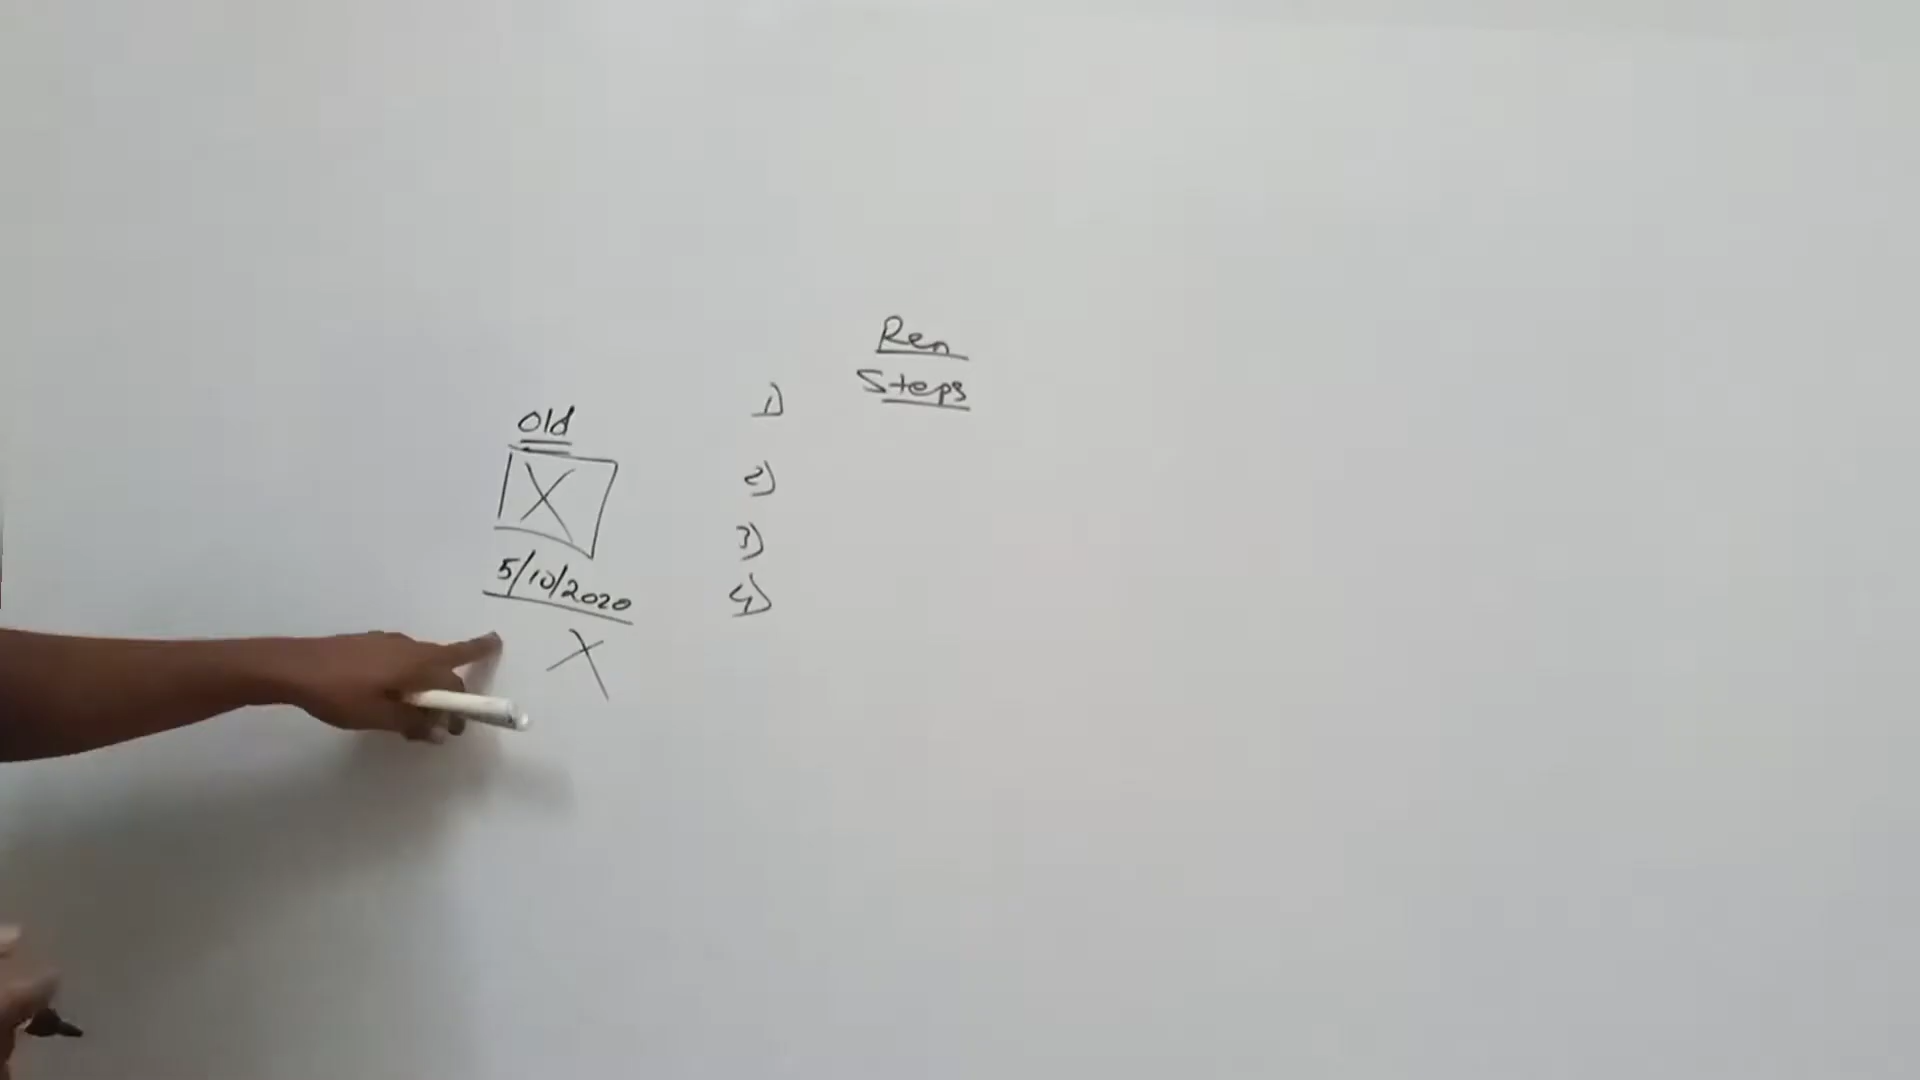 Ren
Steps
Old
X
5/10/2020
X
1)
2)
3)
4)